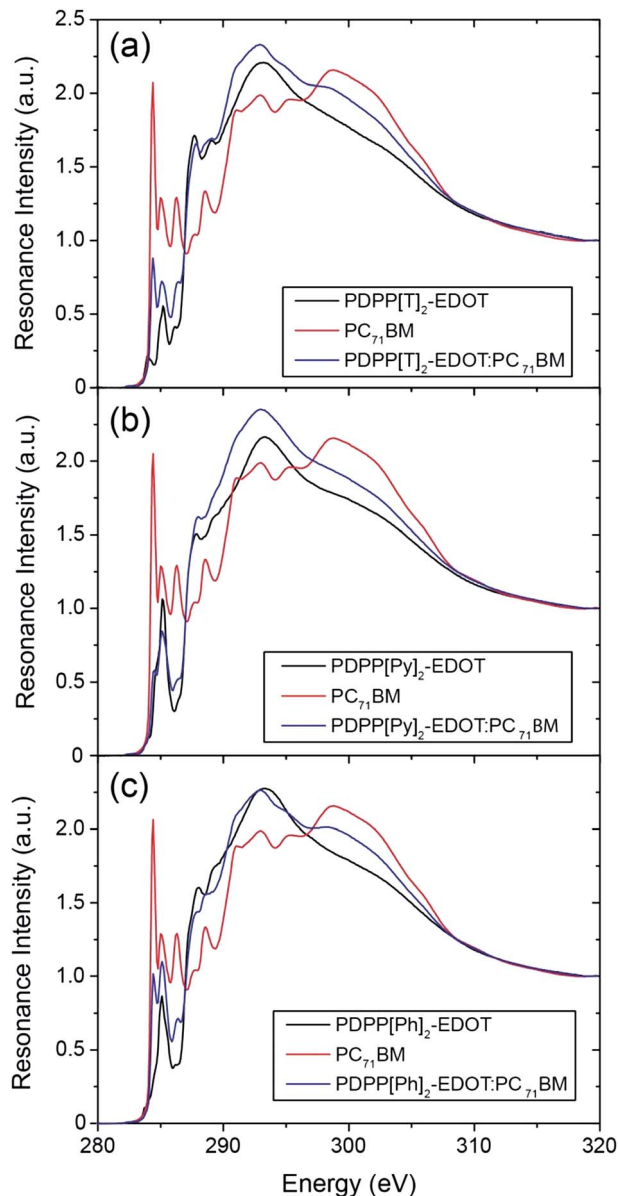 (a)
Resonance Intensity (a.u.)
2.5
2.0
1.5
1.0
0.5
0
PDPP[T]₂-EDOT
PC₇₁BM
PDPP[T]₂-EDOT:PC₇₁BM
(b)
Resonance Intensity (a.u.)
2.0
1.5
1.0
0.5
0
PDPP[Py]₂-EDOT
PC₇₁BM
PDPP[Py]₂-EDOT:PC₇₁BM
(c)
Resonance Intensity (a.u.)
2.0
1.5
1.0
0.5
0
PDPP[Ph]₂-EDOT
PC₇₁BM
PDPP[Ph]₂-EDOT:PC₇₁BM
280 290 300 310 320
Energy (eV)